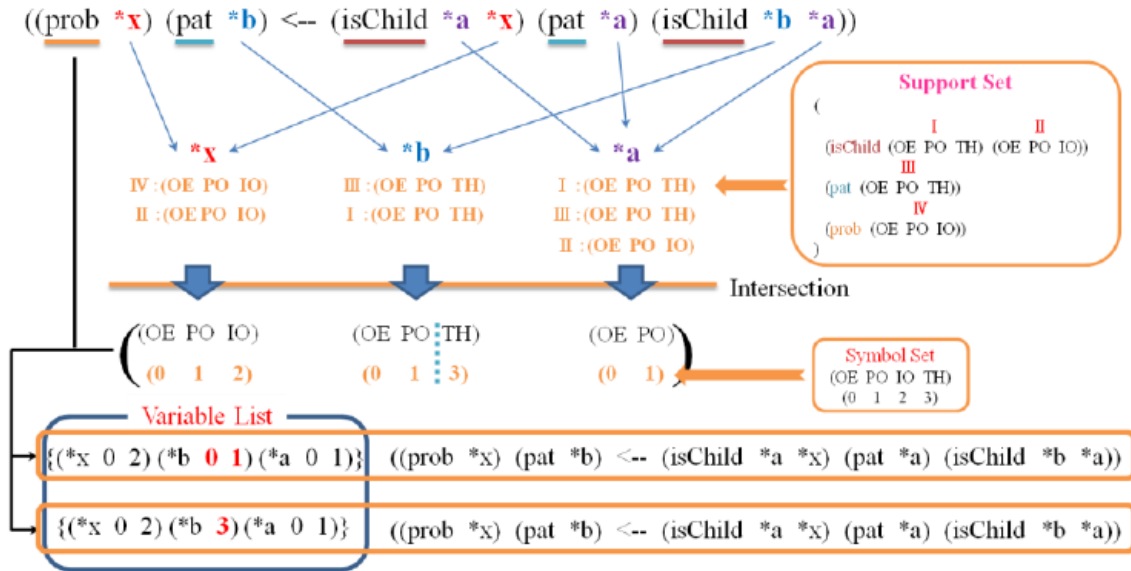 ((prob *x) (pat *b) <-- (isChild *a *x) (pat *a) (isChild *b *a))
Support Set
(
I II
(isChild (OE PO TH) (OE PO IO))
III
(pat (OE PO TH))
IV
(prob (OE PO IO))
)
*x *b *a
IV :(OE PO IO) III :(OE PO TH) I :(OE PO TH)
II :(OE PO IO) I :(OE PO TH) III :(OE PO TH)
II :(OE PO IO)
Intersection
((OE PO IO) (OE PO TH) (OE PO))
(0 1 2) (0 1 3) (0 1)
Symbol Set
(OE PO IO TH)
(0 1 2 3)
Variable List
{(*x 0 2) (*b 0 1) (*a 0 1)} ((prob *x) (pat *b) <-- (isChild *a *x) (pat *a) (isChild *b *a))
{(*x 0 2) (*b 3) (*a 0 1)} ((prob *x) (pat *b) <-- (isChild *a *x) (pat *a) (isChild *b *a))